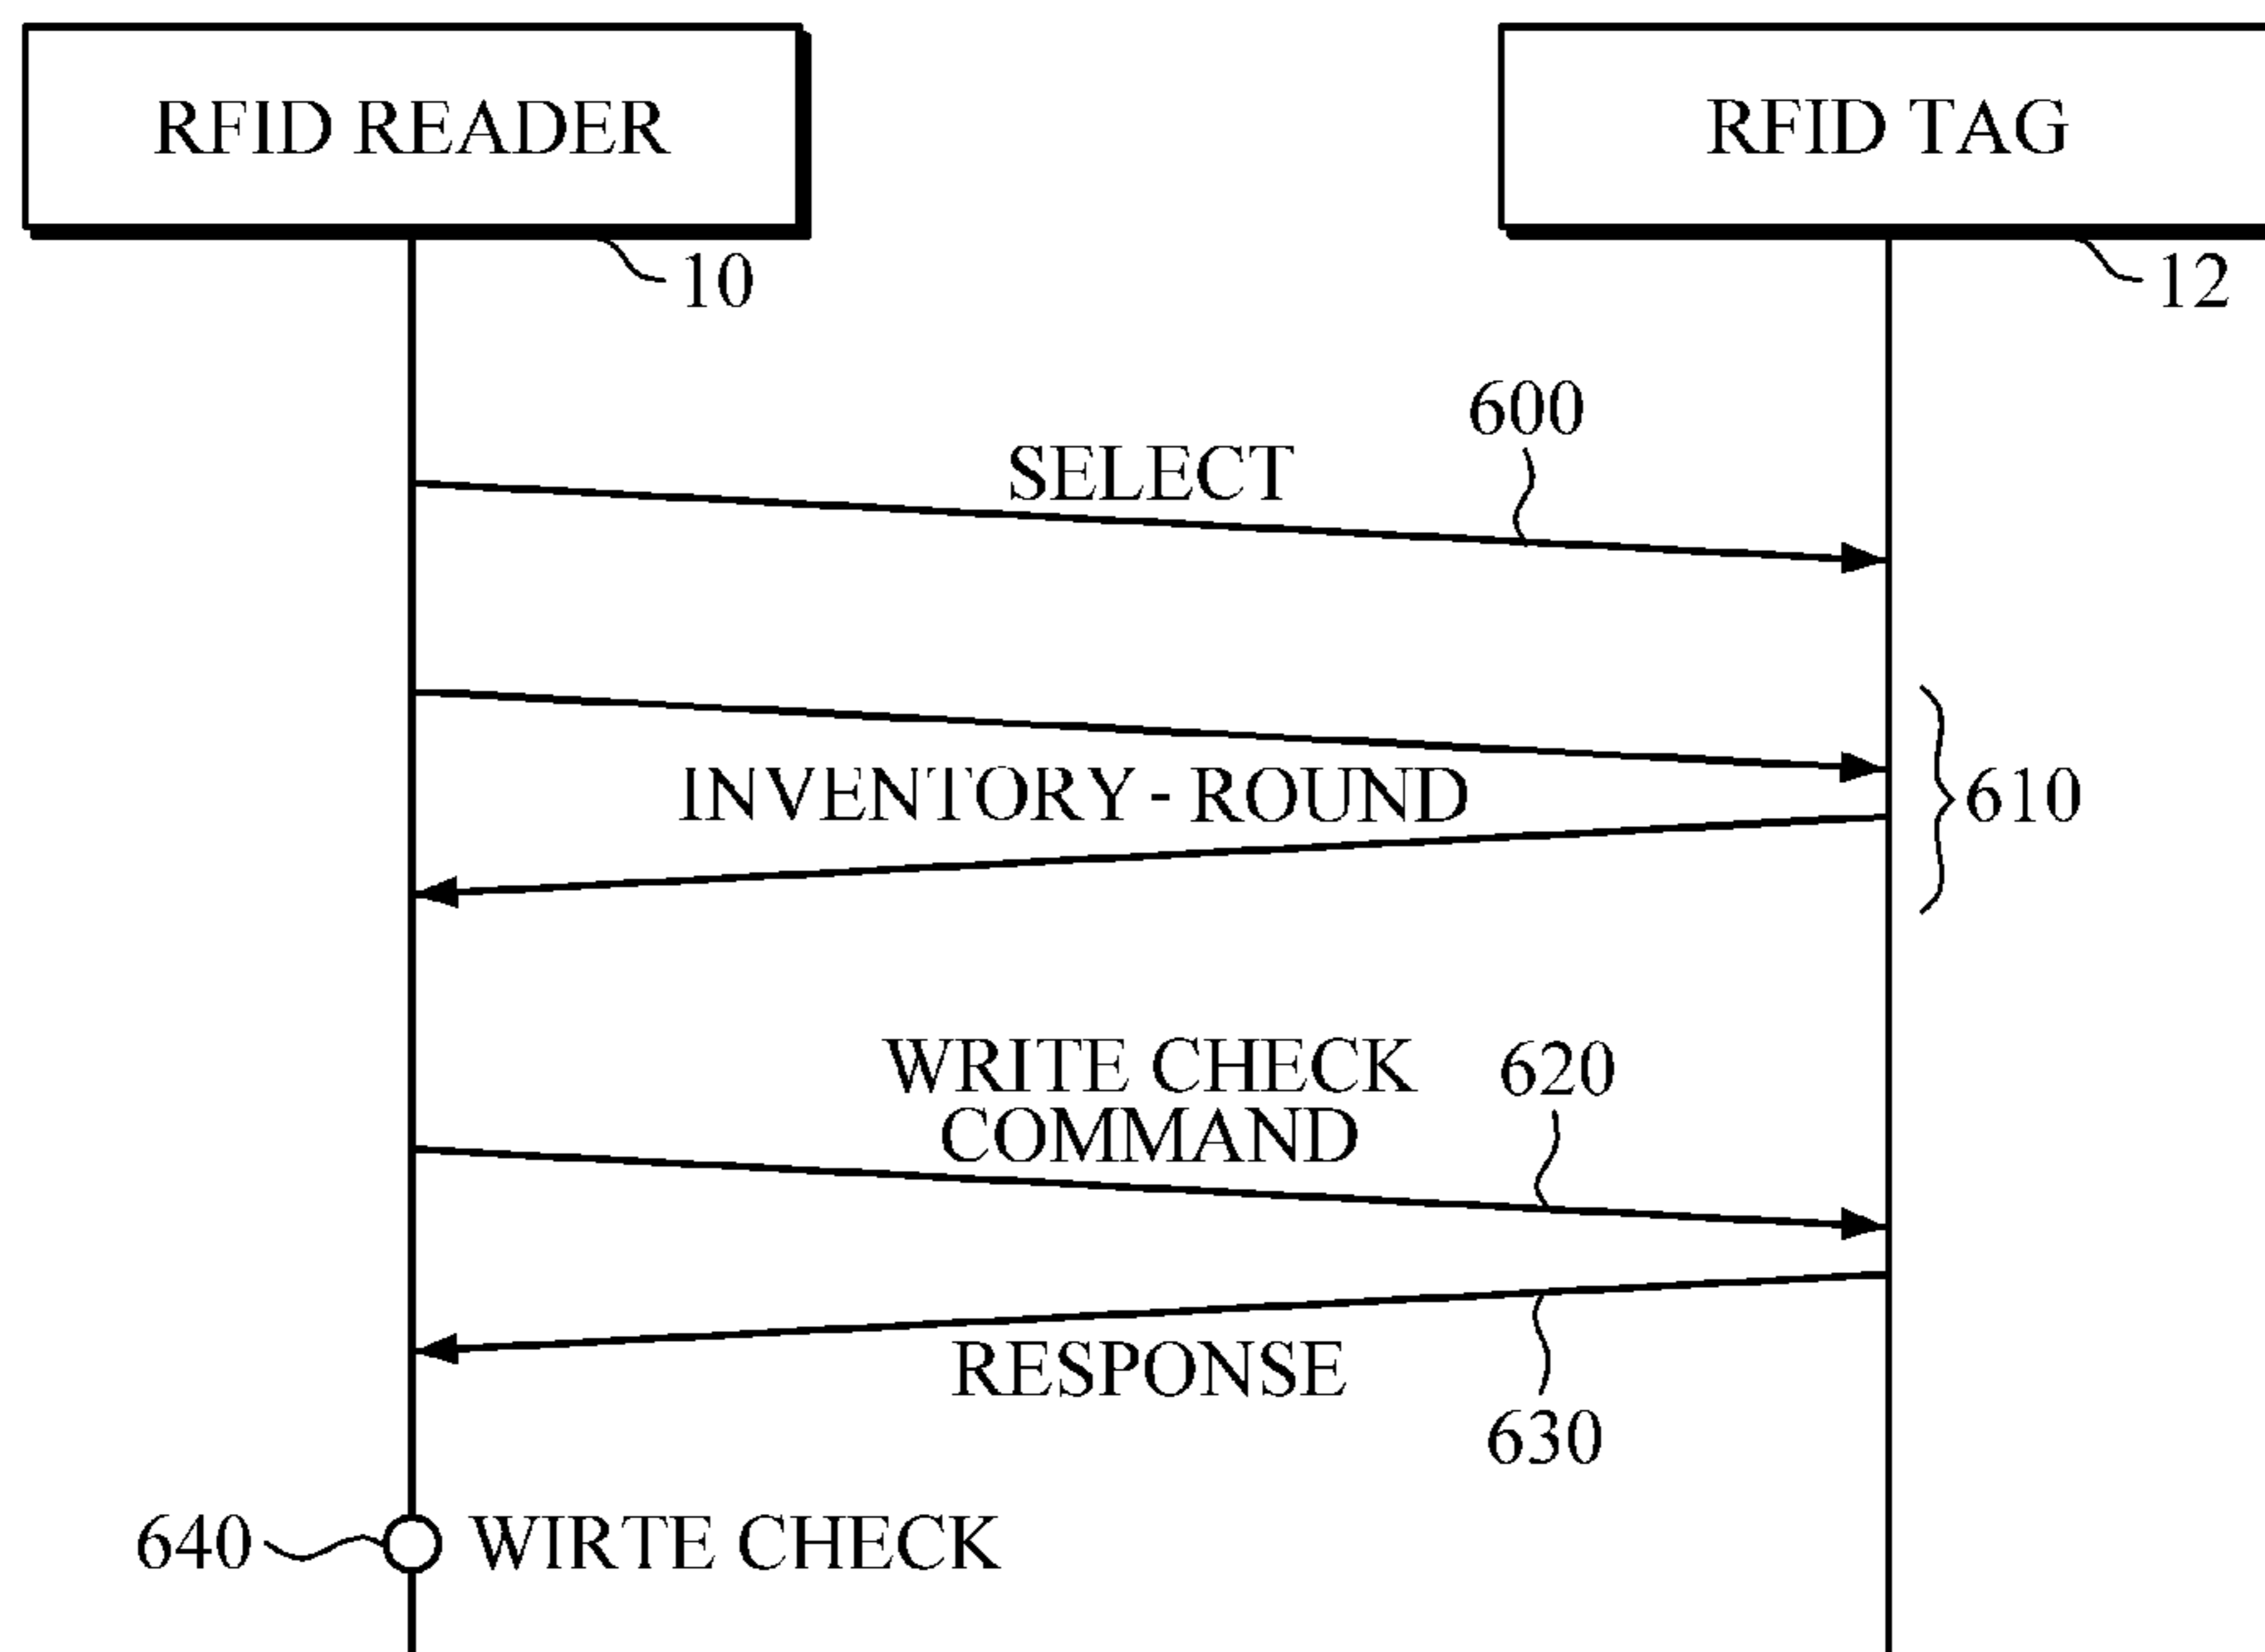 RFID READER
RFID TAG
10
12
600
SELECT
INVENTORY - ROUND
610
WRITE CHECK
COMMAND
620
RESPONSE
630
640
WIRTE CHECK